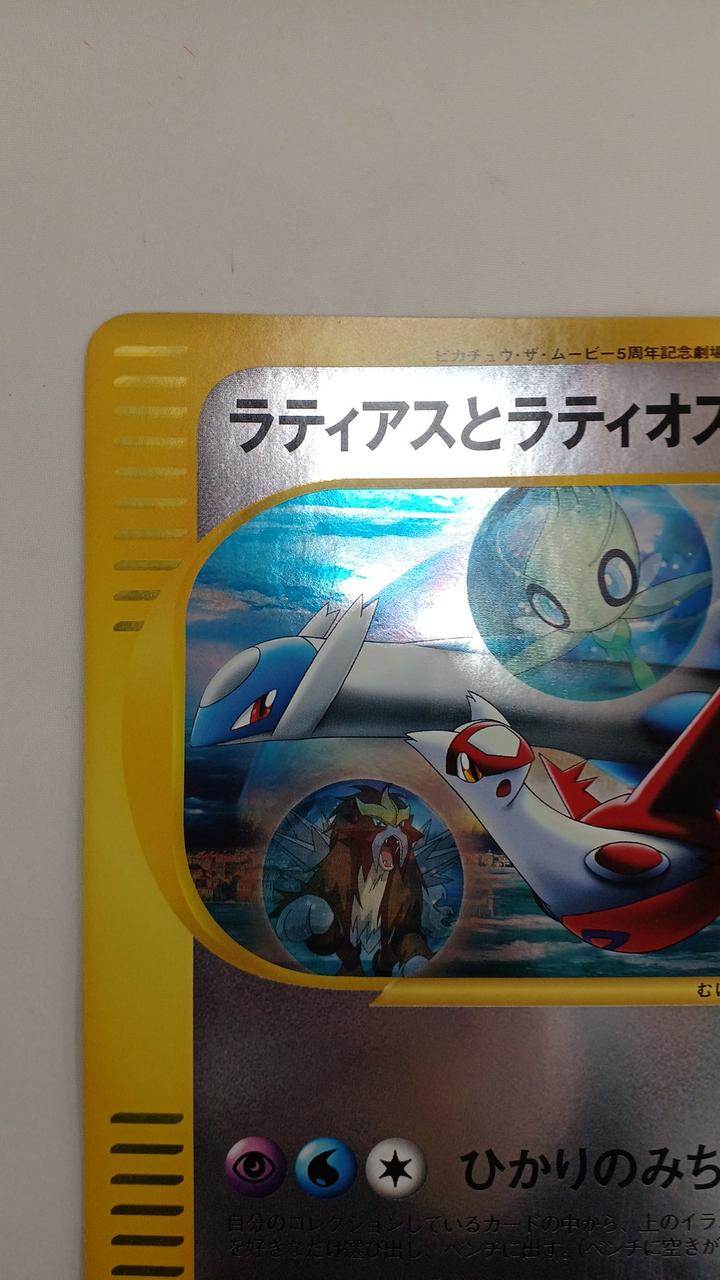 ピカチュウ・ザ・ムービー5周年記念劇場
ラティアスとラティオス
むげ
ひかりのみち
自分のコレクションしているカードの中から、上のイラ
を好きなだけ選び出し、ベンチに出す。(ベンチに空きが